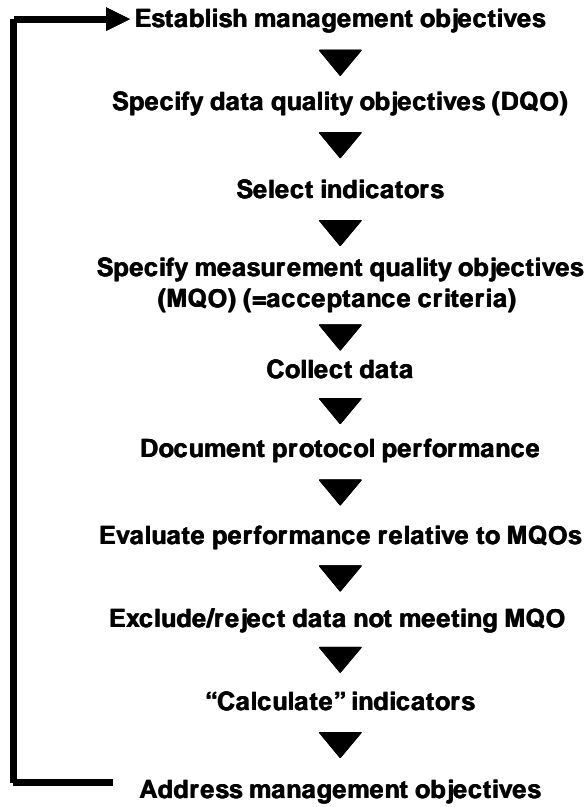 Establish management objectives
Specify data quality objectives (DQO)
Select indicators
Specify measurement quality objectives
(MQO) (=acceptance criteria)
Collect data
Document protocol performance
Evaluate performance relative to MQOs
Exclude/reject data not meeting MQO
“Calculate” indicators
Address management objectives